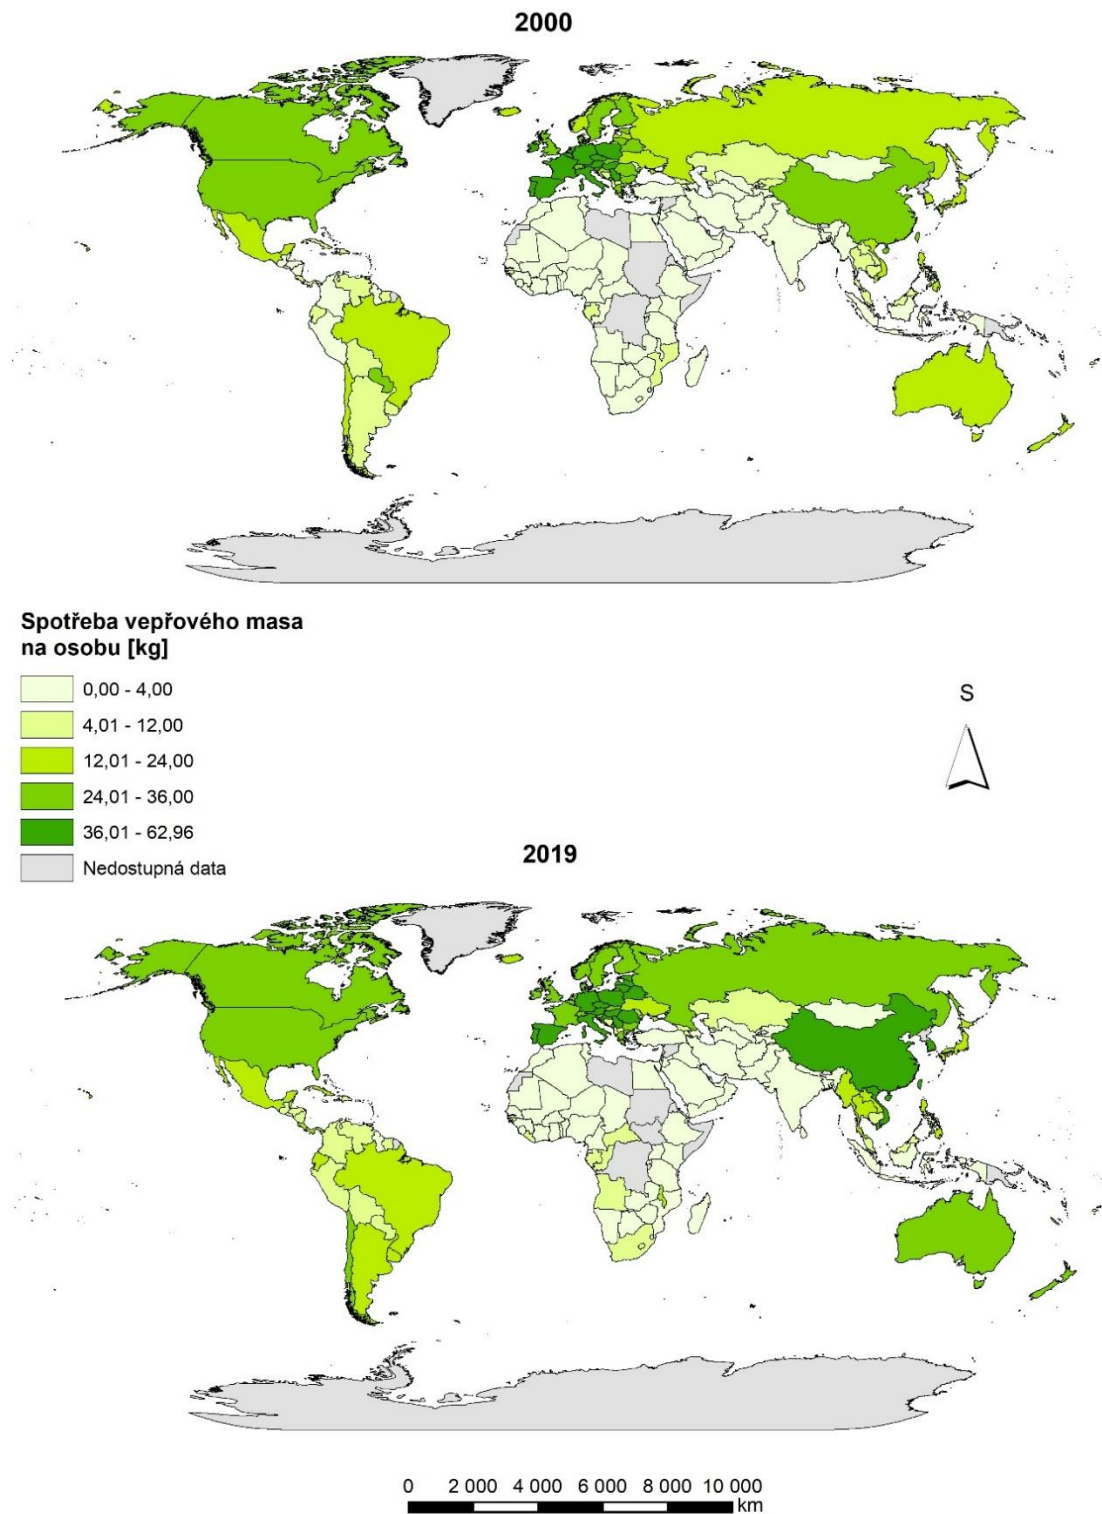 2000
Spotřeba vepřového masa
na osobu [kg]
0,00 - 4,00
4,01 - 12,00
12,01 - 24,00
24,01 - 36,00
36,01 - 62,96
Nedostupná data
S
2019
0 2 000 4 000 6 000 8 000 10 000
km